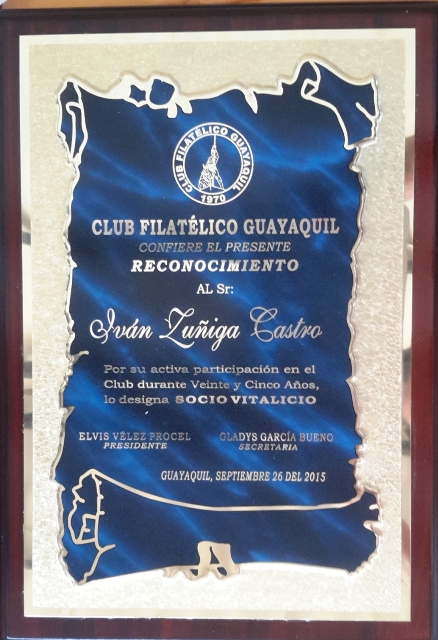 CLUB FILATÉLICO GUAYAQUIL
1970
CLUB FILATÉLICO GUAYAQUIL
CONFIERE EL PRESENTE
RECONOCIMIENTO
AL Sr:
Iván Zuñiga Castro
Por su activa participación en el
Club durante Veinte y Cinco Años,
lo designa SOCIO VITALICIO
ELVIS VÉLEZ PROCEL GLADYS GARCÍA BUENO
PRESIDENTE SECRETARIA
GUAYAQUIL, SEPTIEMBRE 26 DEL 2015